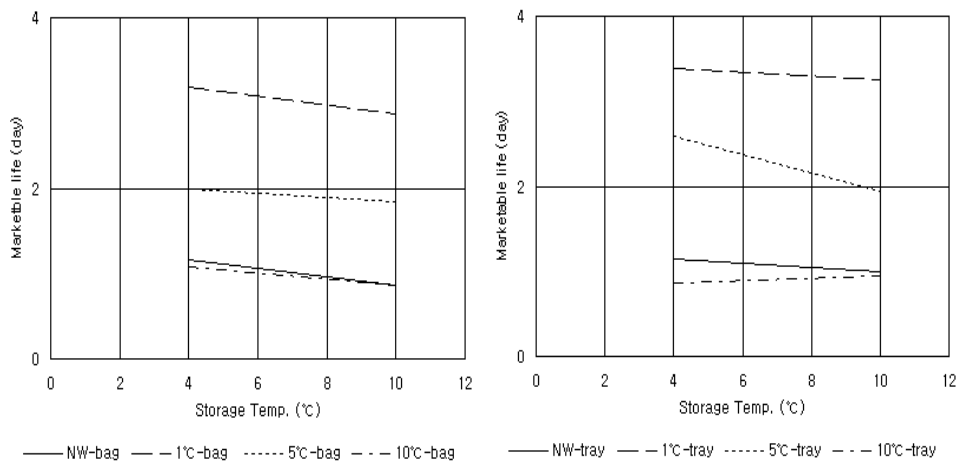 4
2
0
Marketble life (day)
0 2 4 6 8 10 12
Storage Temp. (℃)
NW-bag 1℃-bag 5℃-bag 10℃-bag
4
2
0
Marketable life (day)
0 2 4 6 8 10 12
Storage Temp. (℃)
NW-tray 1℃-tray 5℃-tray 10℃-tray